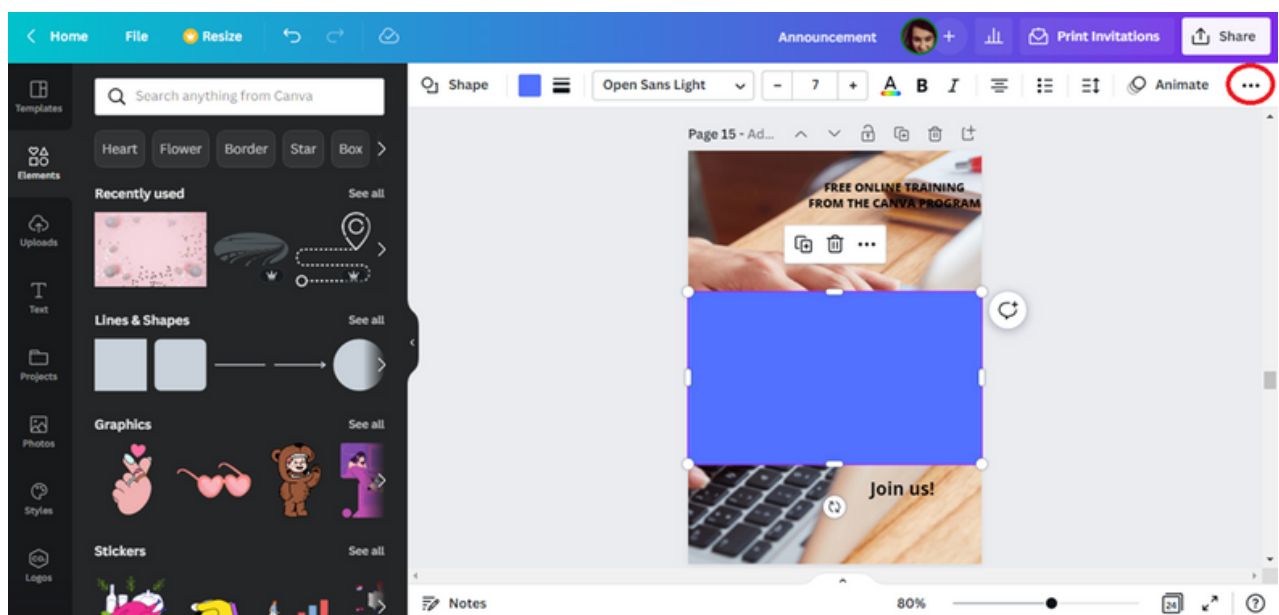 Home File Resize Announcement Print Invitations Share
Templates
Elements
Uploads
Text
Projects
Photos
Styles
CO.
Logos
Search anything from Canva
Heart Flower Border Star Box
Recently used See all
Lines & Shapes See all
Graphics See all
Stickers See all
Shape Open Sans Light - 7 + A B I Animate
Page 15 - Ad...
FREE ONLINE TRAINING
FROM THE CANVA PROGRAM
Join us!
Notes 80% 24 ?